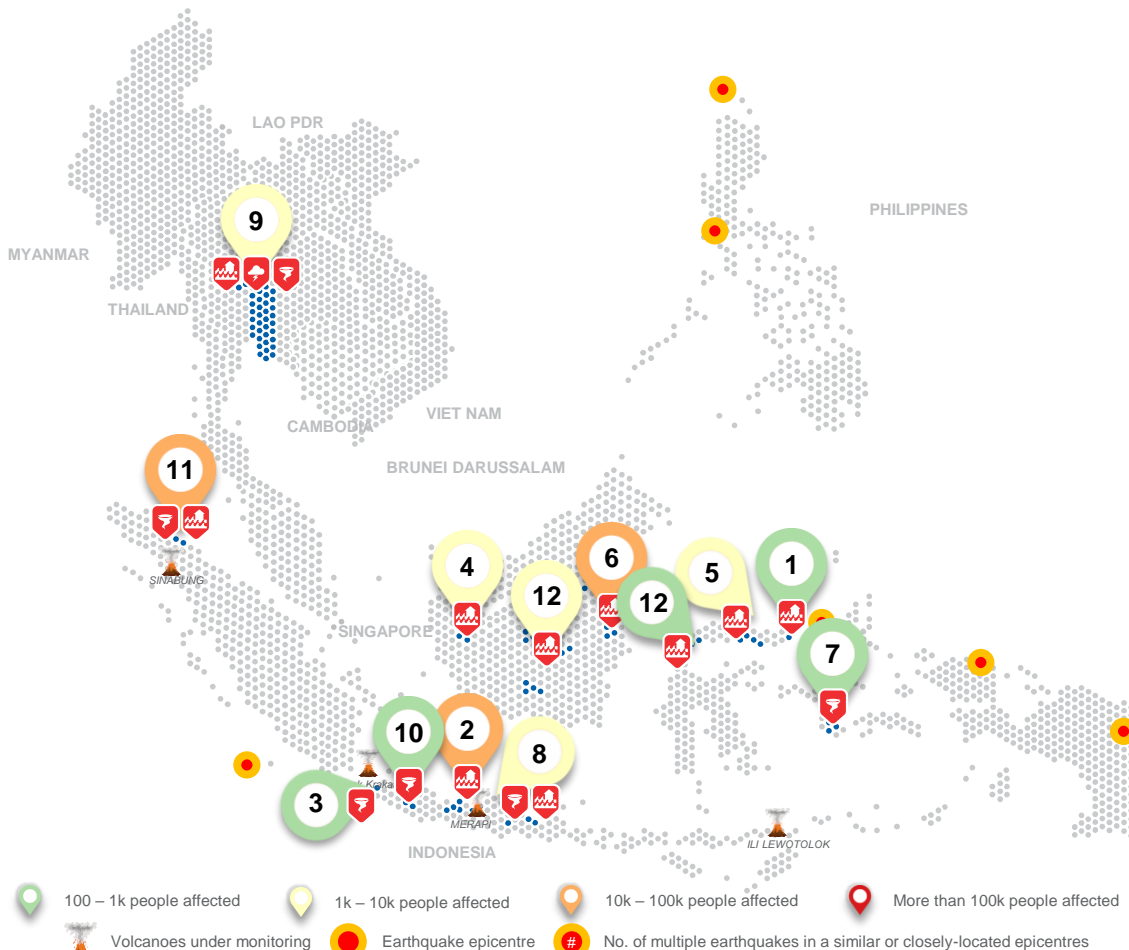 LAO PDR
9
PHILIPPINES
MYANMAR
THAILAND
VIET NAM
CAMBODIA
BRUNEI DARUSSALAM
11
6
1
4
5
12
12
SINABUNG
SINGAPORE
7
10
2
8
3
MERAPI
ILI LEWOTOLOK
INDONESIA
100 – 1k people affected
1k – 10k people affected
10k – 100k people affected
More than 100k people affected
Volcanoes under monitoring
Earthquake epicentre
# No. of multiple earthquakes in a similar or closely-located epicentres